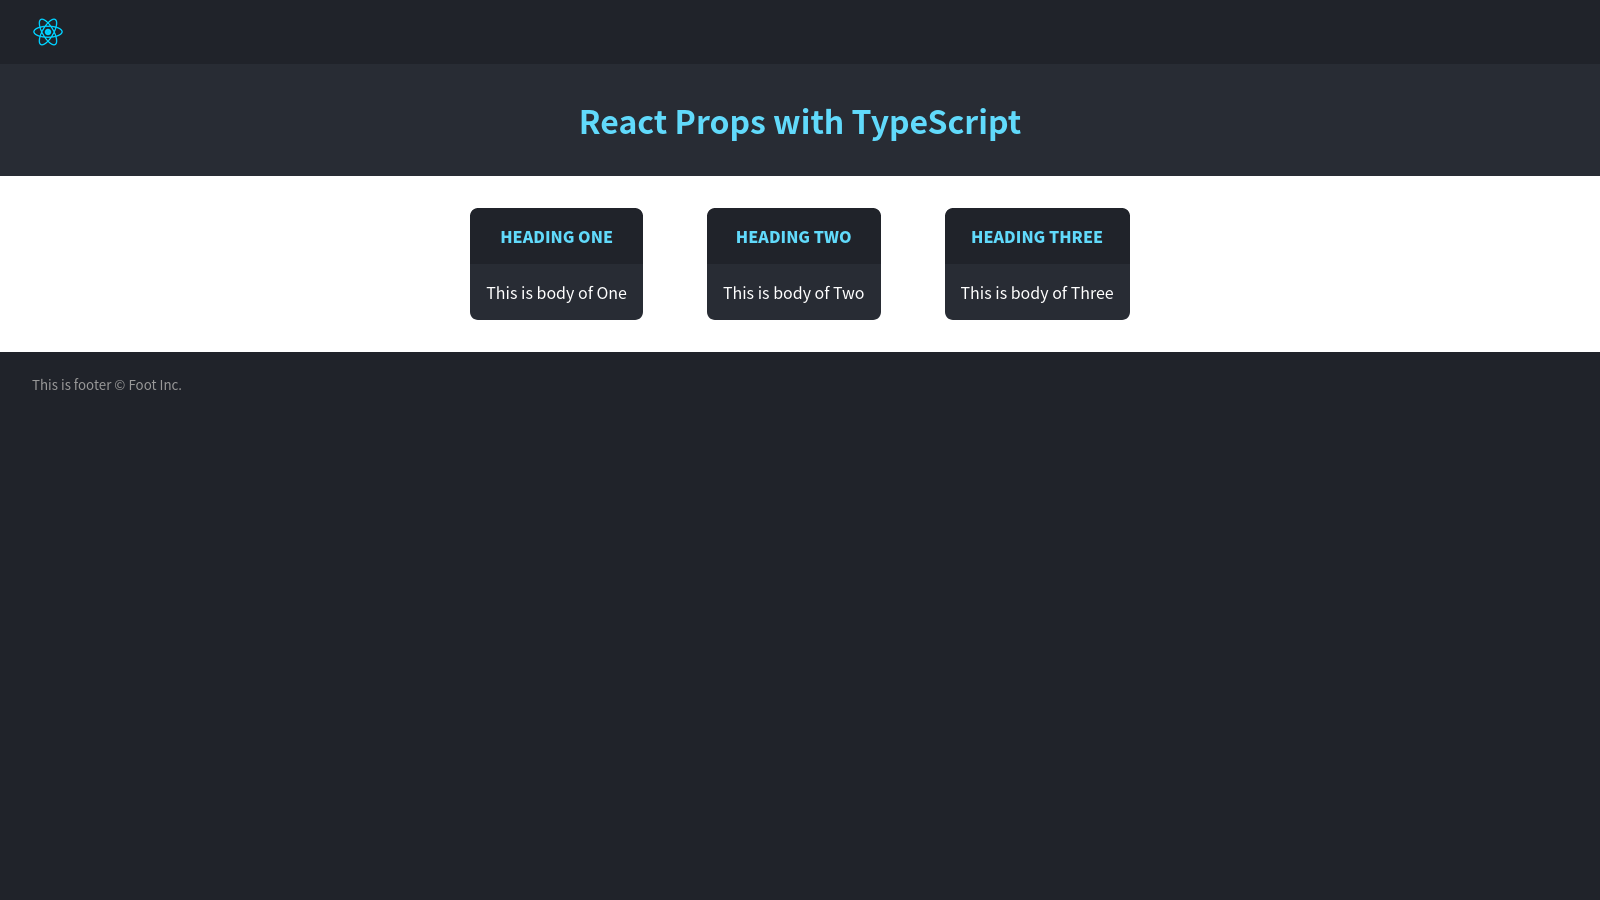 React Props with TypeScript
HEADING ONE
This is body of One
HEADING TWO
This is body of Two
HEADING THREE
This is body of Three
This is footer © Foot Inc.